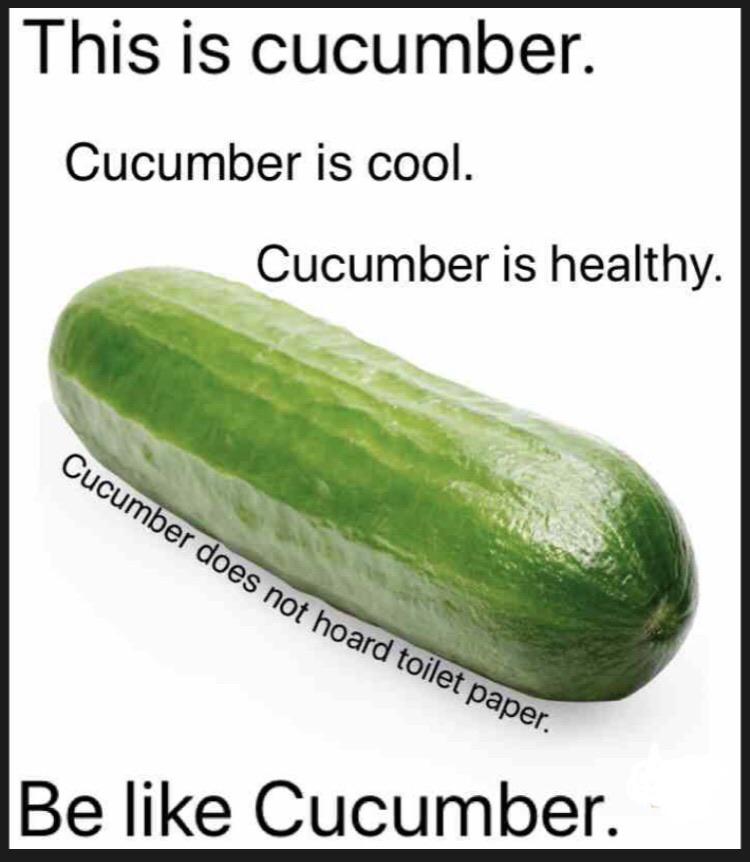 This is cucumber.
Cucumber is cool.
Cucumber is healthy.
Cucumber does not hoard toilet paper.
Be like Cucumber.